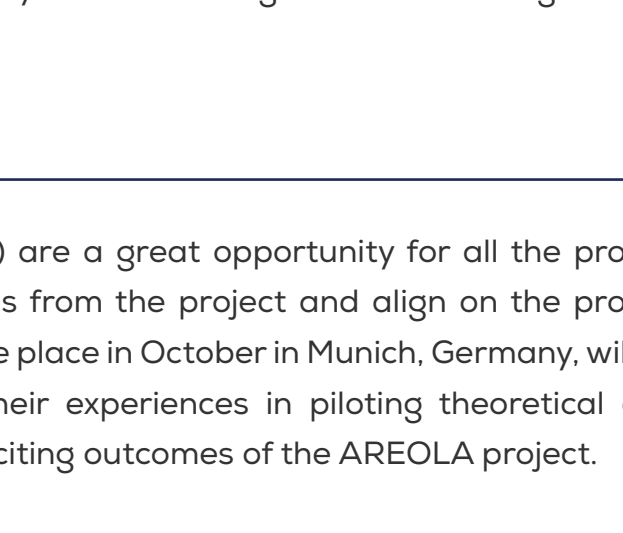 ) are a great opportunity for all the pro
s from the project and align on the pro
e place in October in Munich, Germany, wil
heir experiences in piloting theoretical
citing outcomes of the AREOLA project.